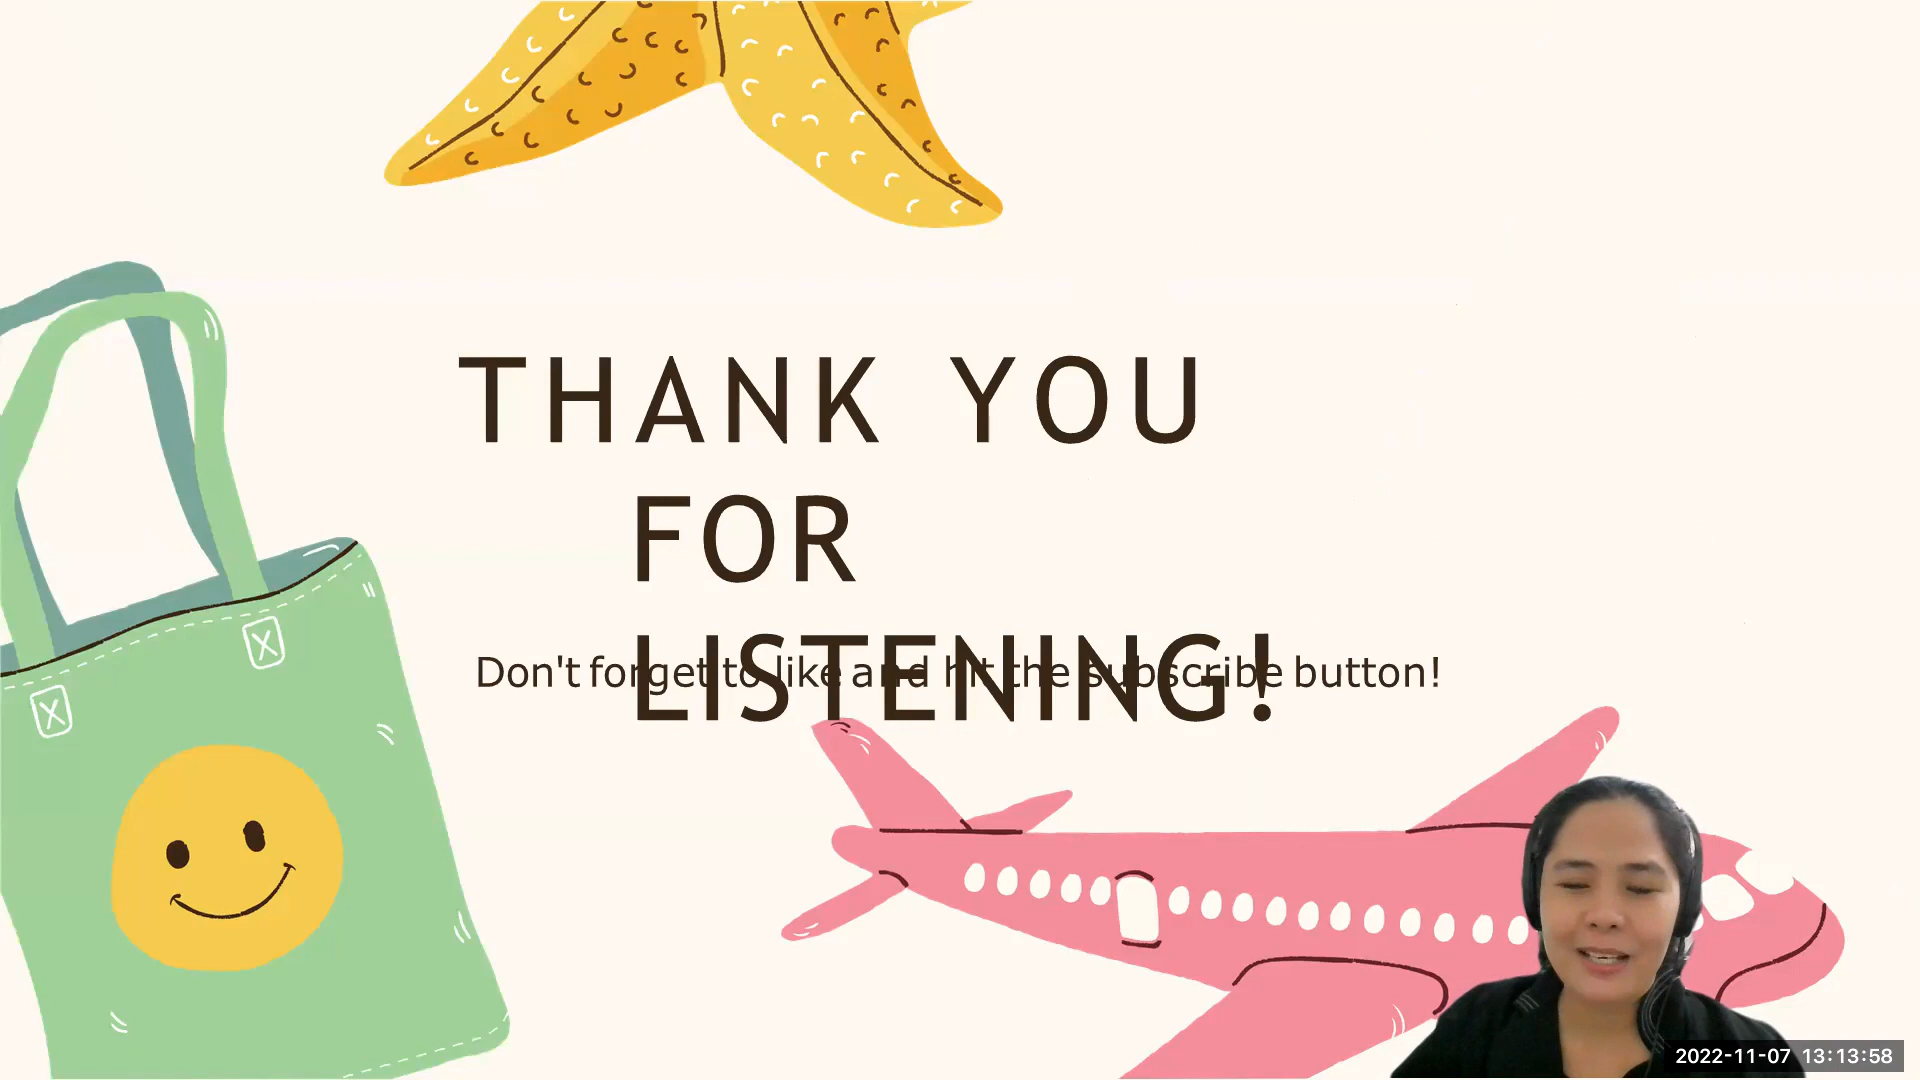 THANK YOU
FOR
LISTENING!
Don't forget to like and hit the subscribe button!
2022-11-07 13:13:58